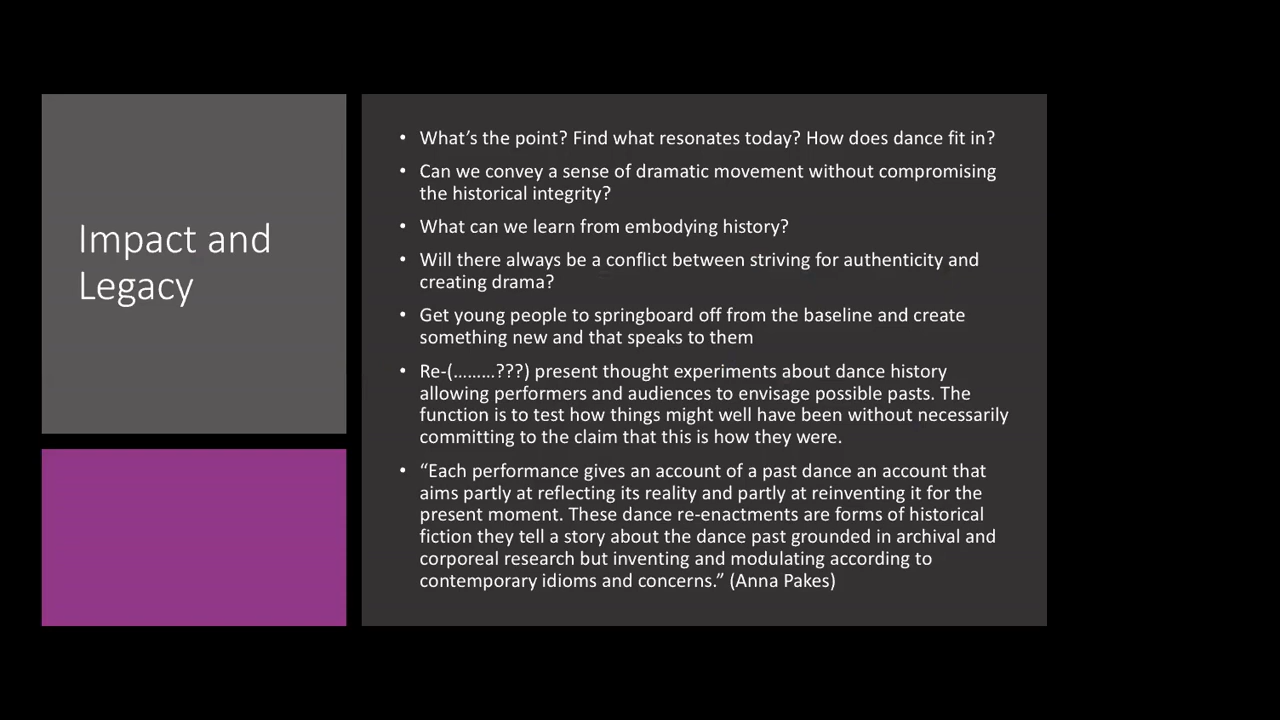 Impact and
Legacy
• What’s the point? Find what resonates today? How does dance fit in?
• Can we convey a sense of dramatic movement without compromising
the historical integrity?
• What can we learn from embodying history?
• Will there always be a conflict between striving for authenticity and
creating drama?
• Get young people to springboard off from the baseline and create
something new and that speaks to them
• Re-(………???) present thought experiments about dance history
allowing performers and audiences to envisage possible pasts. The
function is to test how things might well have been without necessarily
committing to the claim that this is how they were.
• “Each performance gives an account of a past dance an account that
aims partly at reflecting its reality and partly at reinventing it for the
present moment. These dance re-enactments are forms of historical
fiction they tell a story about the dance past grounded in archival and
corporeal research but inventing and modulating according to
contemporary idioms and concerns.” (Anna Pakes)